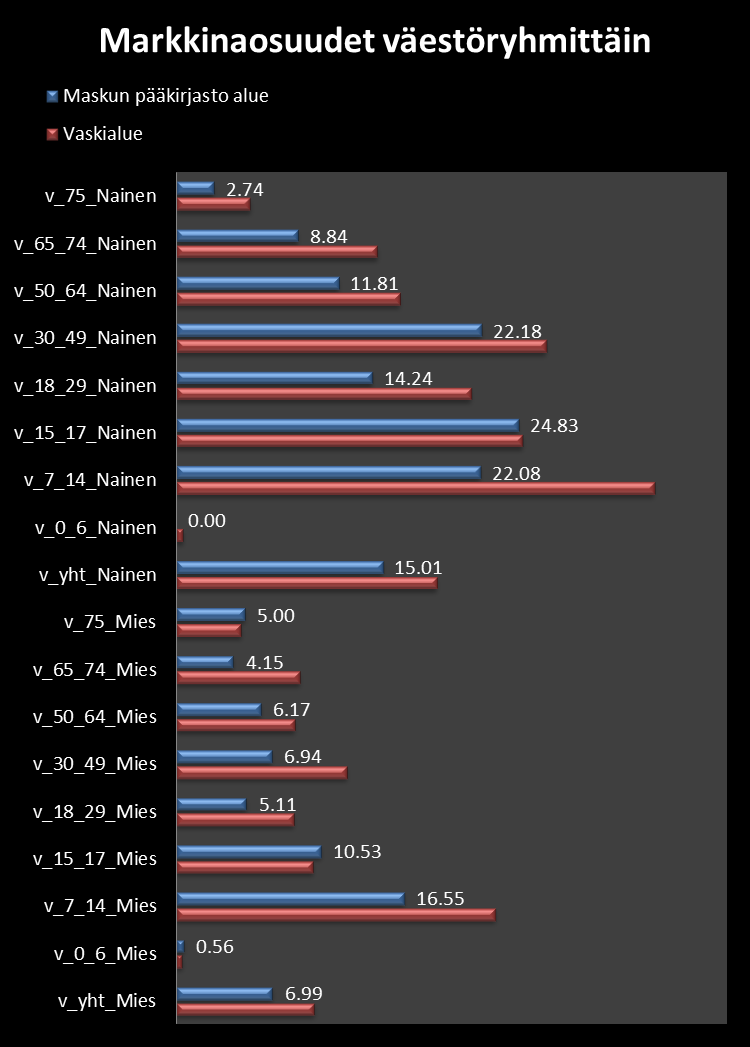 Markkinaosuudet väestöryhmittäin
Maskun pääkirjasto alue
Vaskialue
v_75_Nainen 2.74
v_65_74_Nainen 8.84
v_50_64_Nainen 11.81
v_30_49_Nainen 22.18
v_18_29_Nainen 14.24
v_15_17_Nainen 24.83
v_7_14_Nainen 22.08
v_0_6_Nainen 0.00
v_yht_Nainen 15.01
v_75_Mies 5.00
v_65_74_Mies 4.15
v_50_64_Mies 6.17
v_30_49_Mies 6.94
v_18_29_Mies 5.11
v_15_17_Mies 10.53
v_7_14_Mies 16.55
v_0_6_Mies 0.56
v_yht_Mies 6.99